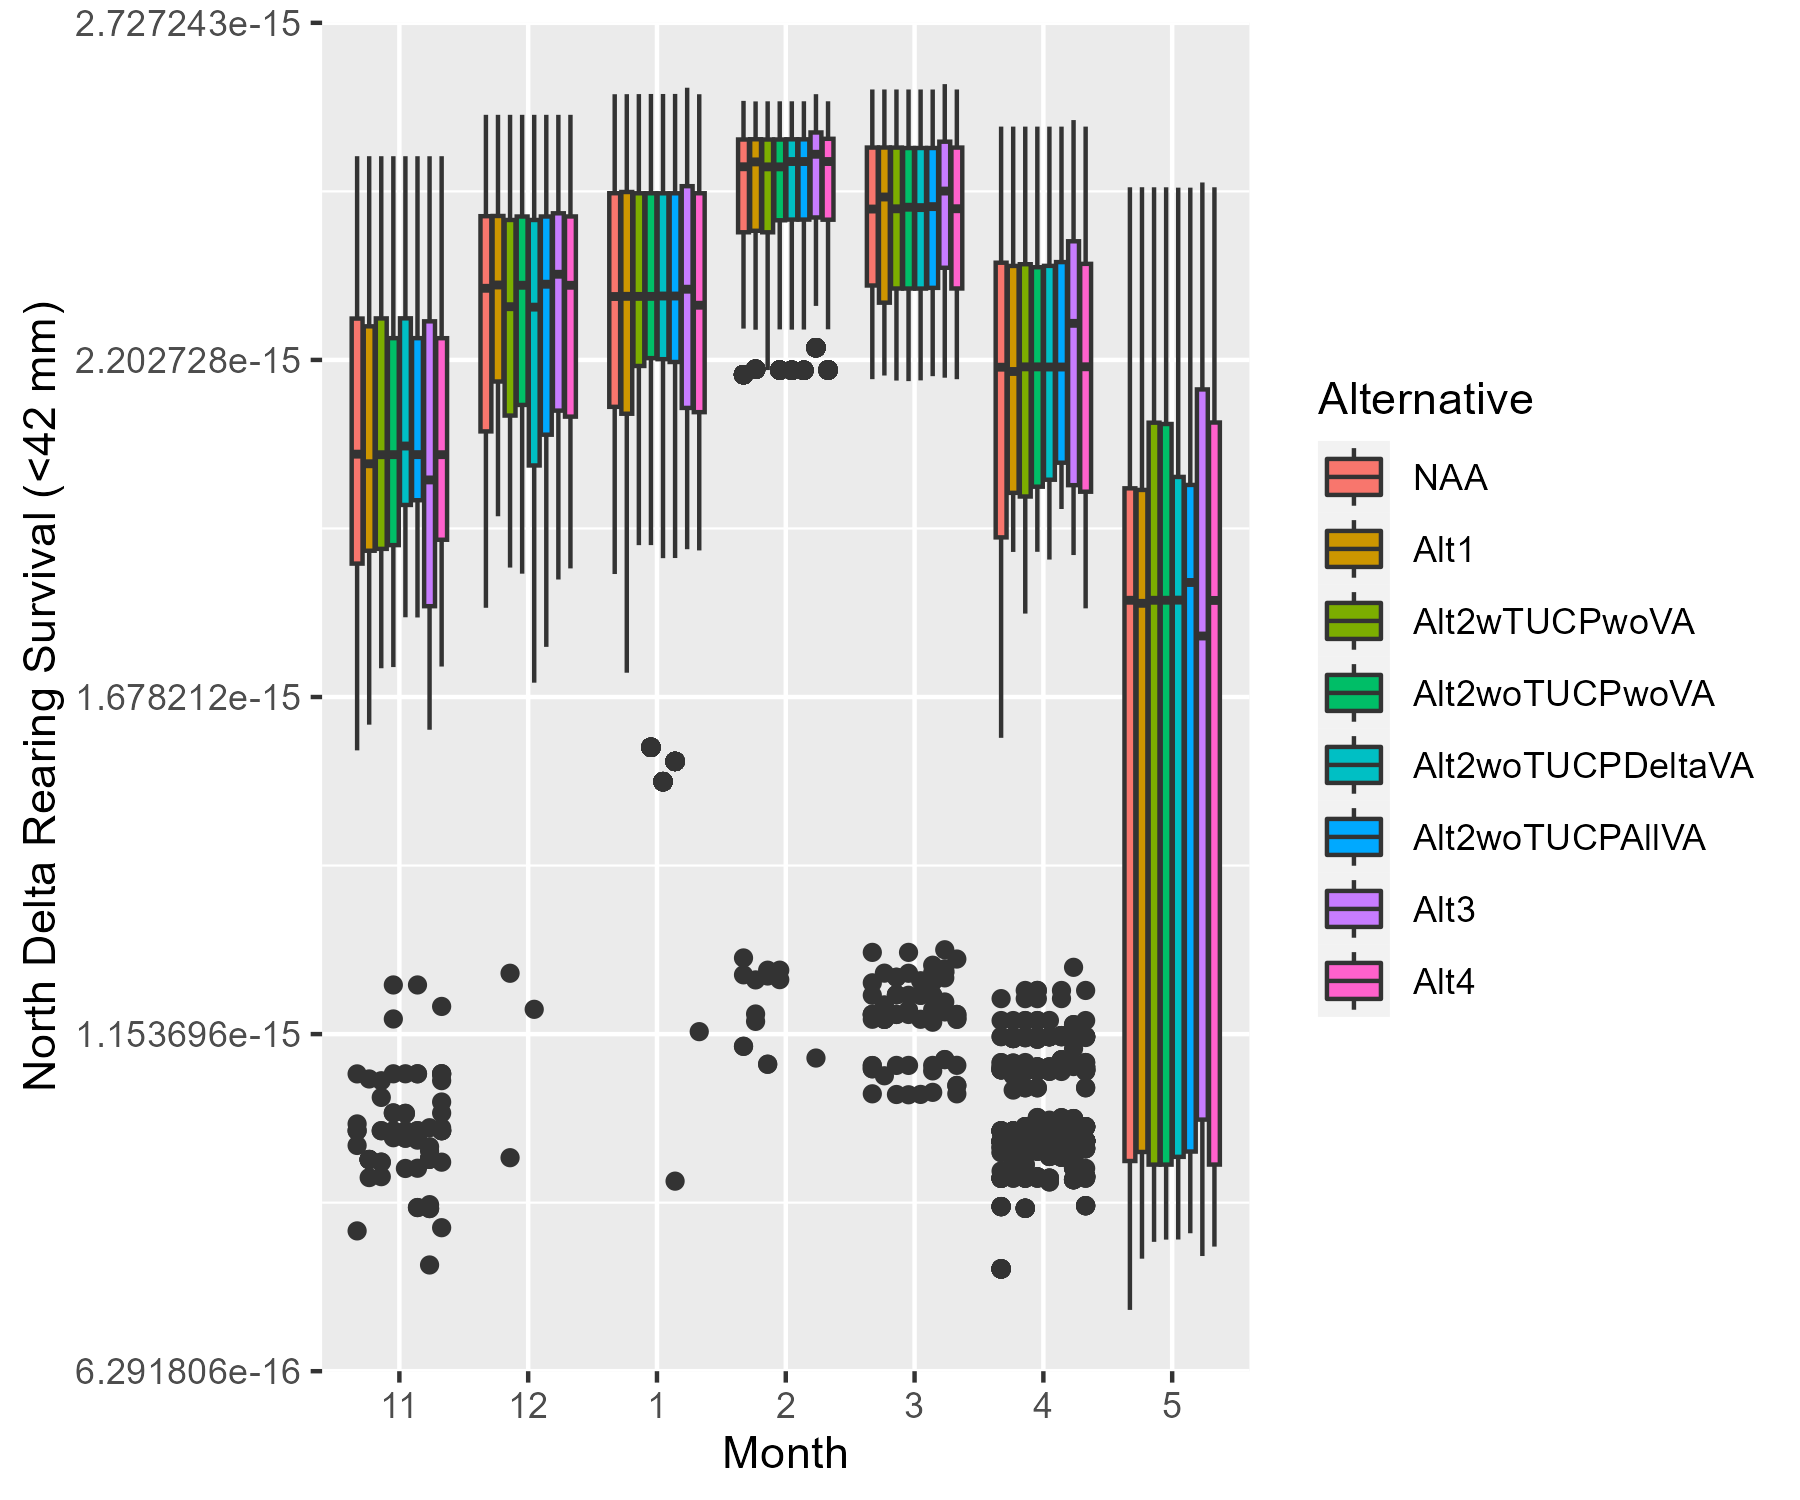 North Delta Rearing Survival (<42 mm)
2.727243e-15
2.202728e-15
1.678212e-15
1.153696e-15
6.291806e-16
11 12 1 2 3 4 5
Month
Alternative
NAA
Alt1
Alt2wTUCPwoVA
Alt2woTUCPwoVA
Alt2woTUCPDeltaVA
Alt2woTUCPAllVA
Alt3
Alt4